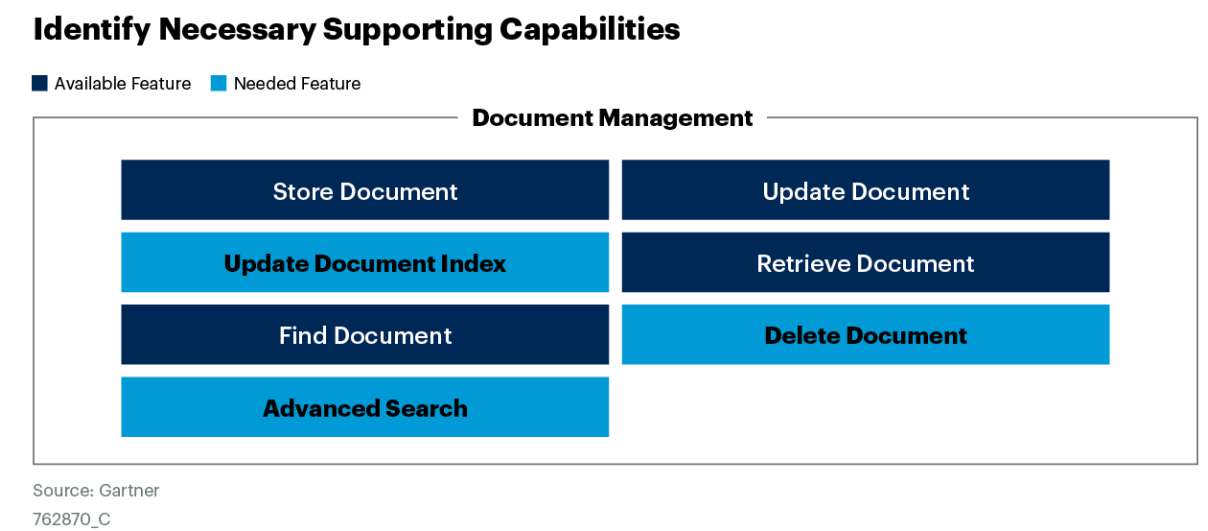 Identify Necessary Supporting Capabilities
Available Feature Needed Feature
Document Management
Store Document Update Document
Update Document Index Retrieve Document
Find Document Delete Document
Advanced Search
Source: Gartner
762870_C